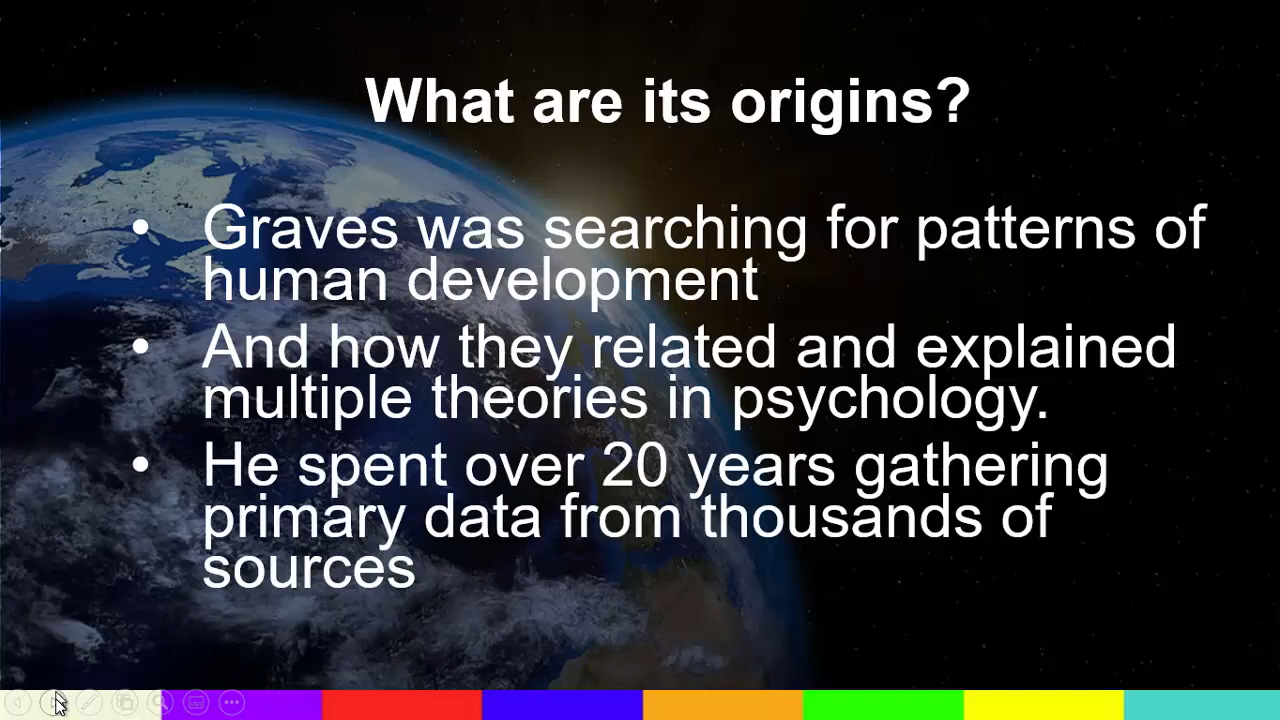 What are its origins?
• Graves was searching for patterns of
human development
• And how they related and explained
multiple theories in psychology.
• He spent over 20 years gathering
primary data from thousands of
sources